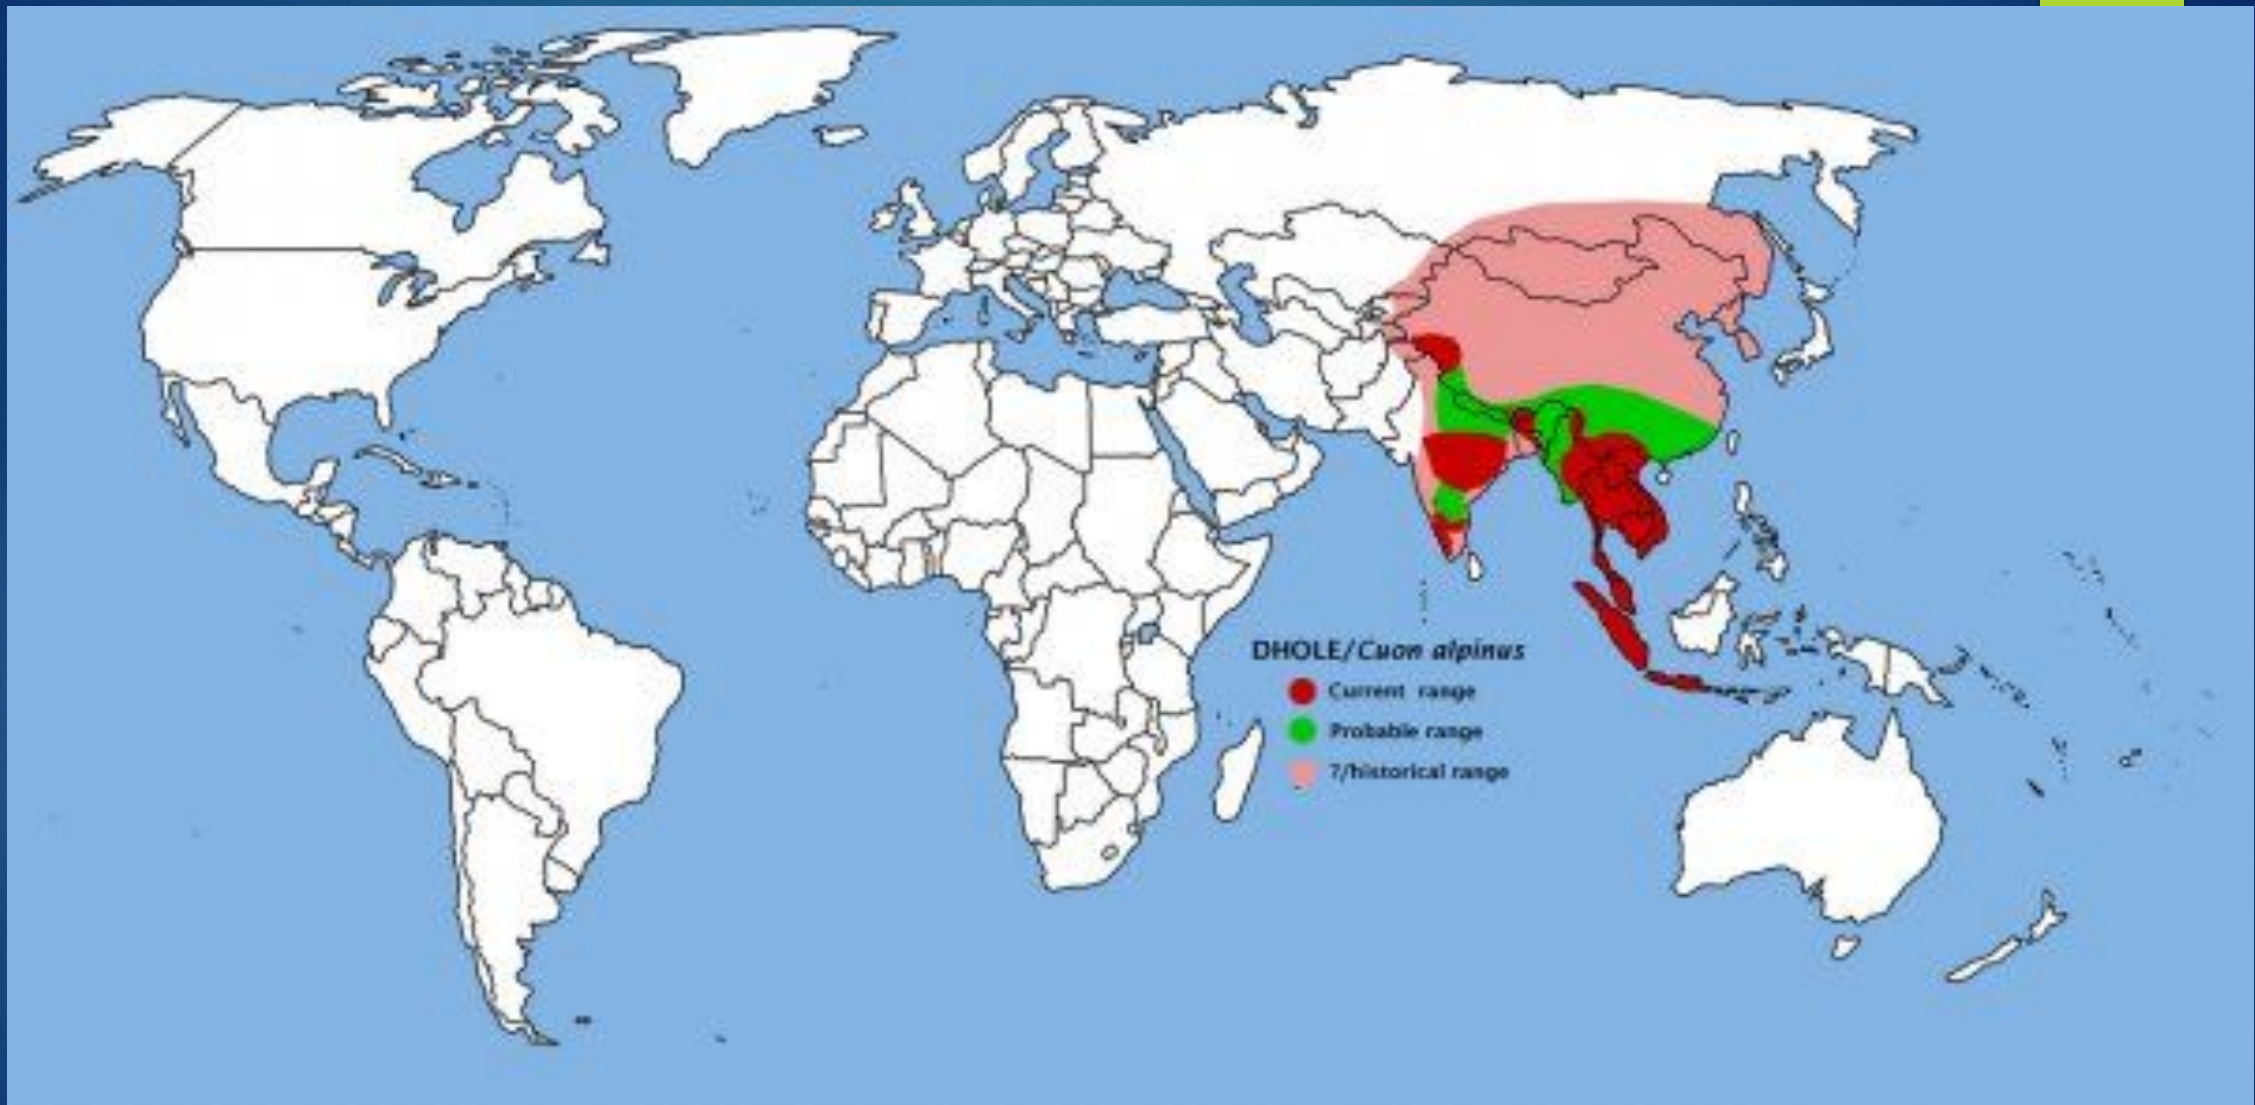 DHOLE/Cuon alpinus
Current range
Probable range
?/historical range